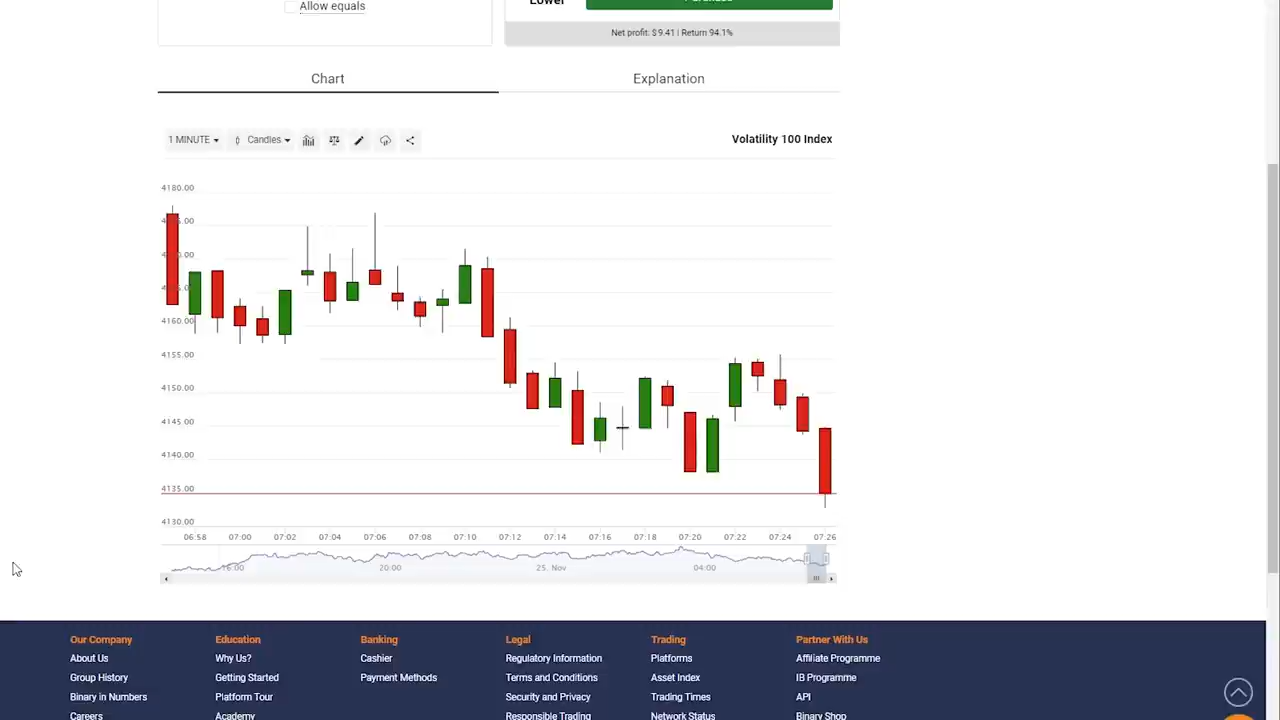 Allow equals
Lower
Net profit: $9.41 | Return 94.1%
Chart
Explanation
1 MINUTE
Candles
Volatility 100 Index
4180.00
4160.00
4155.00
4150.00
4145.00
4140.00
4135.00
4130.00
06:58 07:00 07:02 07:04 07:06 07:08 07:10 07:12 07:14 07:16 07:18 07:20 07:22 07:24 07:26
16:00 20:00 25. Nov 04:00
Our Company
About Us
Group History
Binary in Numbers
Careers
Education
Why Us?
Getting Started
Platform Tour
Academy
Banking
Cashier
Payment Methods
Legal
Regulatory Information
Terms and Conditions
Security and Privacy
Responsible Trading
Trading
Platforms
Asset Index
Trading Times
Network Status
Partner With Us
Affiliate Programme
IB Programme
API
Binary Shop